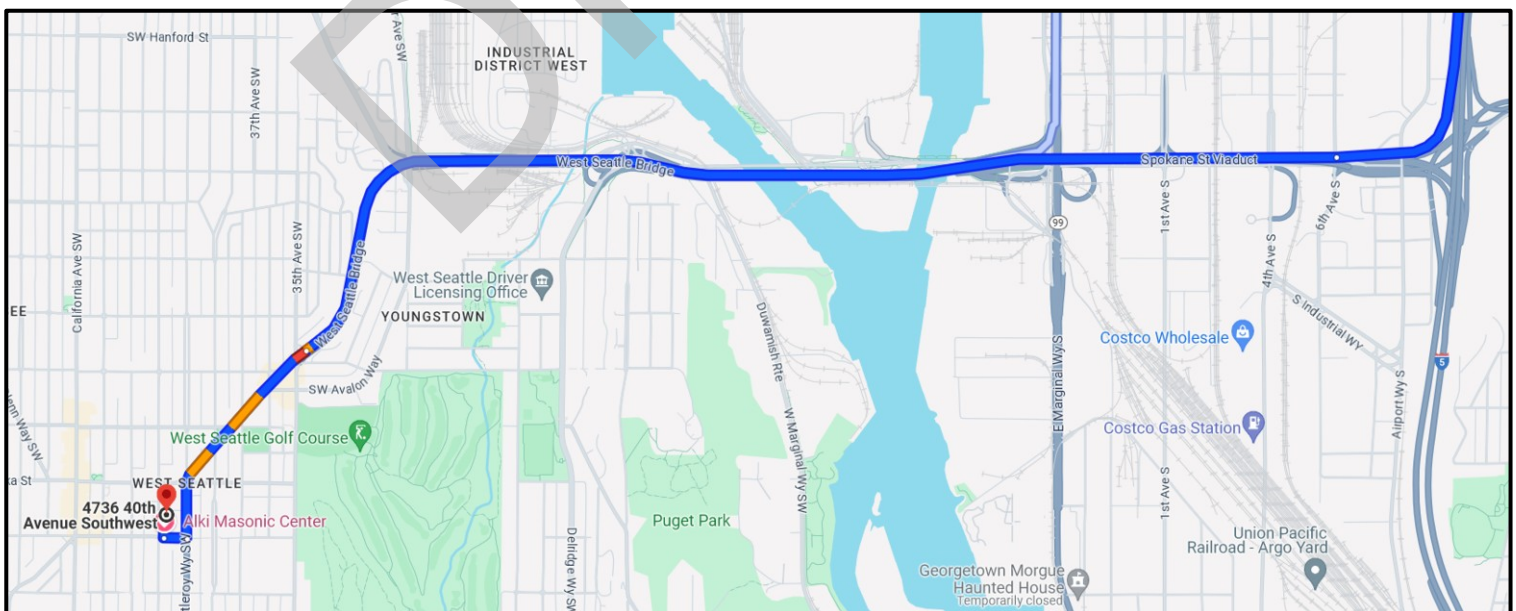 SW Hanford St
37th Ave SW
INDUSTRIAL
DISTRICT WEST
West Seattle Bridge
Spokane St Viaduct
1st Ave S
6th Ave S
99
4th Ave S
California Ave SW
35th Ave SW
West Seattle Bridge
West Seattle Driver
Licensing Office
YOUNGSTOWN
EE
S Industrial WY
Costco Wholesale
5
Duwamish Rte
SW Avalon Way
E Marginal Wy S
Airport Wy S
West Seattle Golf Course
Costco Gas Station
W Marginal Wy SW
WEST SEATTLE
4736 40th
Avenue Southwest
Alki Masonic Center
Puget Park
1st Ave S
Union Pacific
Railroad - Argo Yard
Delridge Wy SW
Georgetown Morgue
Haunted House
Temporarily closed